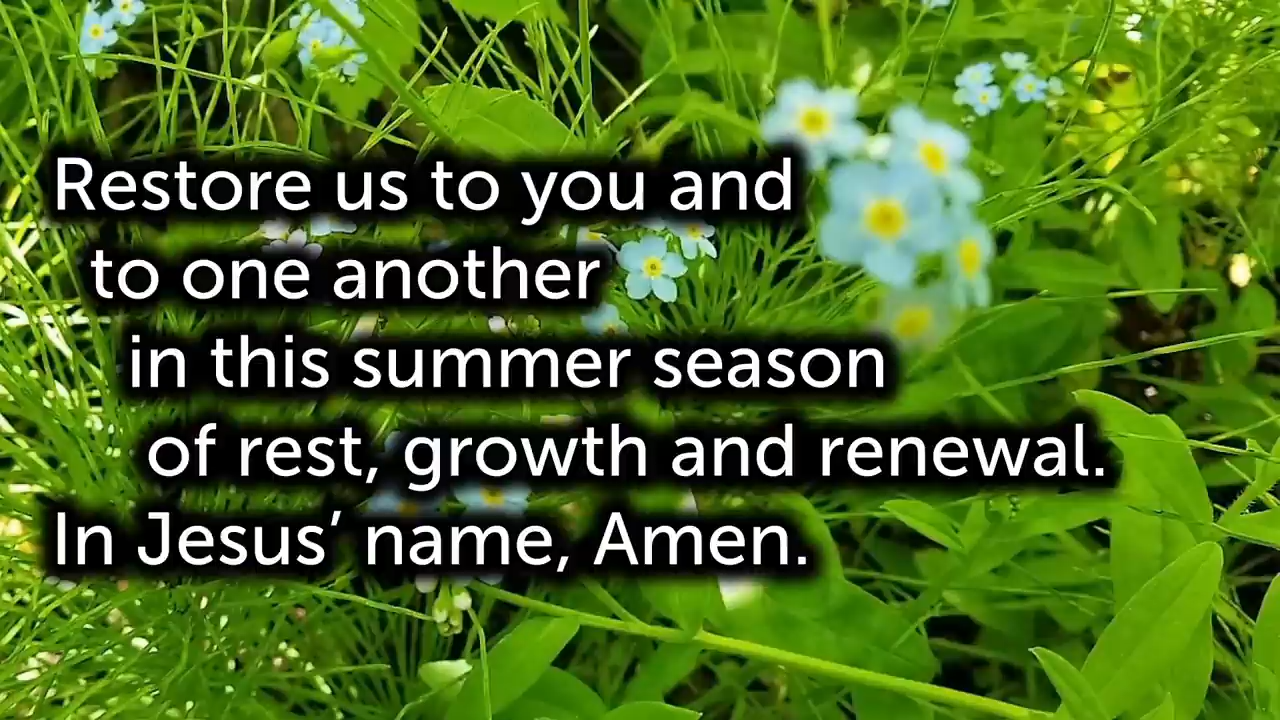 Restore us to you and
to one another
in this summer season
of rest, growth and renewal.
In Jesus’ name, Amen.